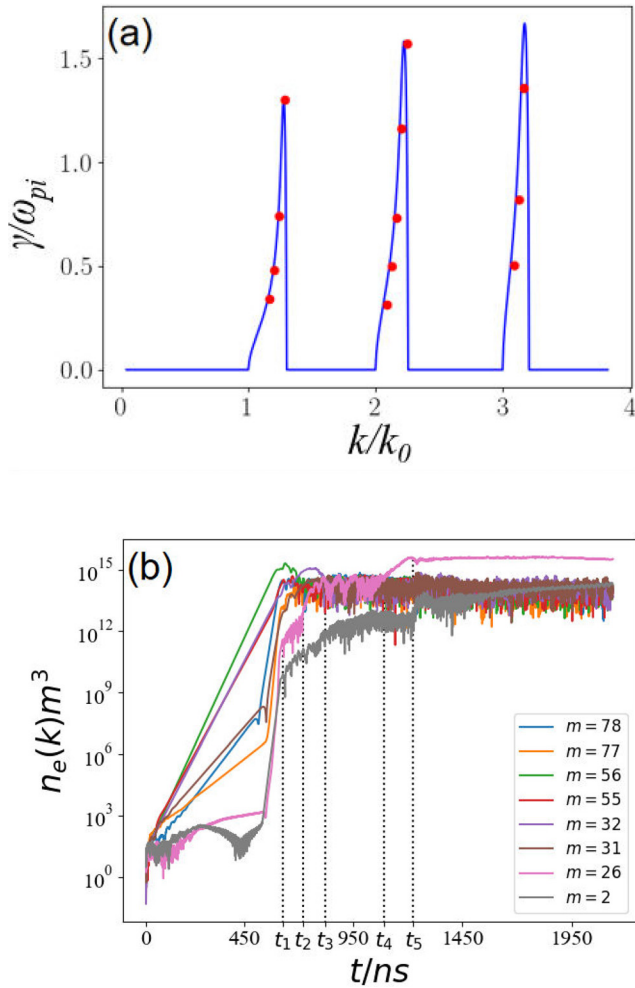 (a)
γ/ω_pi
1.5
1.0
0.5
0.0
0 1 2 3 4
k/k_0
(b)
n_e(k)m^3
10^15
10^12
10^9
10^6
10^3
10^0
m = 78
m = 77
m = 56
m = 55
m = 32
m = 31
m = 26
m = 2
0 450 t_1 t_2 t_3 950 t_4 t_5 1450 1950
t/ns